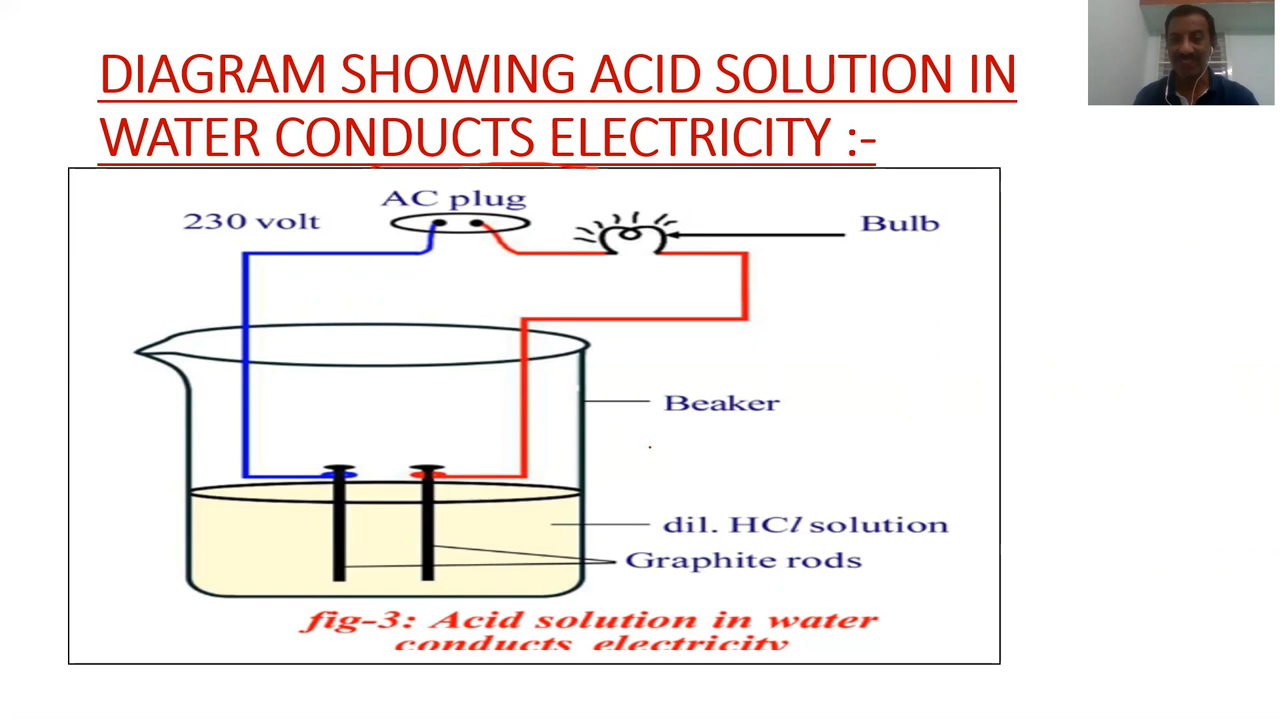 DIAGRAM SHOWING ACID SOLUTION IN
WATER CONDUCTS ELECTRICITY :-
AC plug
230 volt
Bulb
Beaker
dil. HCl solution
Graphite rods
fig-3: Acid solution in water
conducts electricity